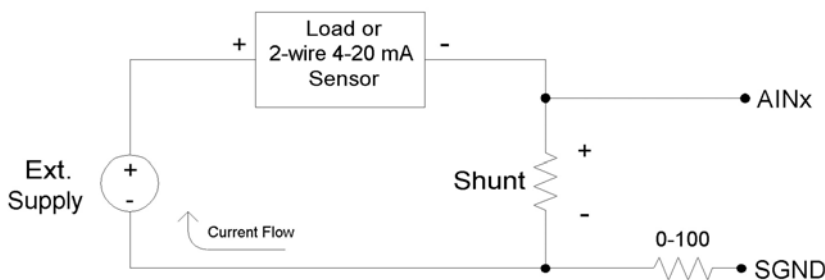 Load or
2-wire 4-20 mA
Sensor
+
-
AINx
Ext.
Supply
+
-
Shunt
+
-
Current Flow
0-100
SGND